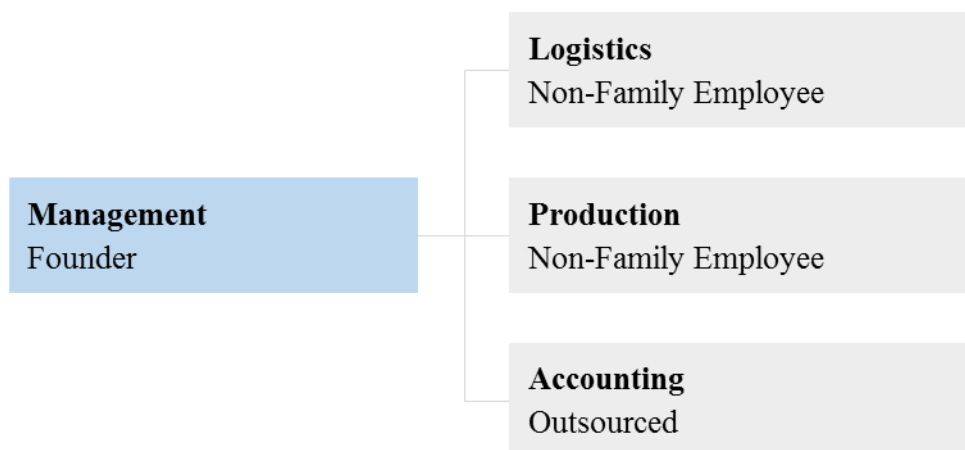 Logistics
Non-Family Employee
Management
Founder
Production
Non-Family Employee
Accounting
Outsourced